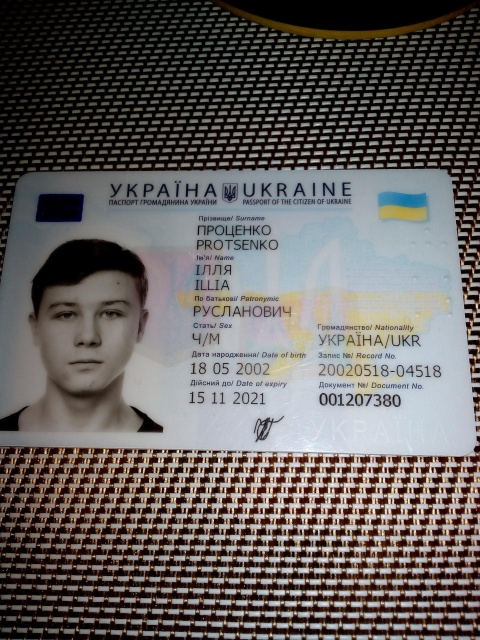 УКРАЇНА UKRAINE
ПАСПОРТ ГРОМАДЯНИНА УКРАЇНИ PASSPORT OF THE CITIZEN OF UKRAINE
Прізвище/ Surname
ПРОЦЕНКО
PROTSENKO
Ім'я/ Name
ІЛЛЯ
ILLIA
По батькові/ Patronymic
РУСЛАНОВИЧ
Стать/ Sex Громадянство/ Nationality
Ч/M УКРАЇНА/UKR
Дата народження/ Date of birth Запис №/ Record No.
18 05 2002 20020518-04518
Дійсний до/ Date of expiry Документ №/ Document No.
15 11 2021 001207380
УКРАЇНА